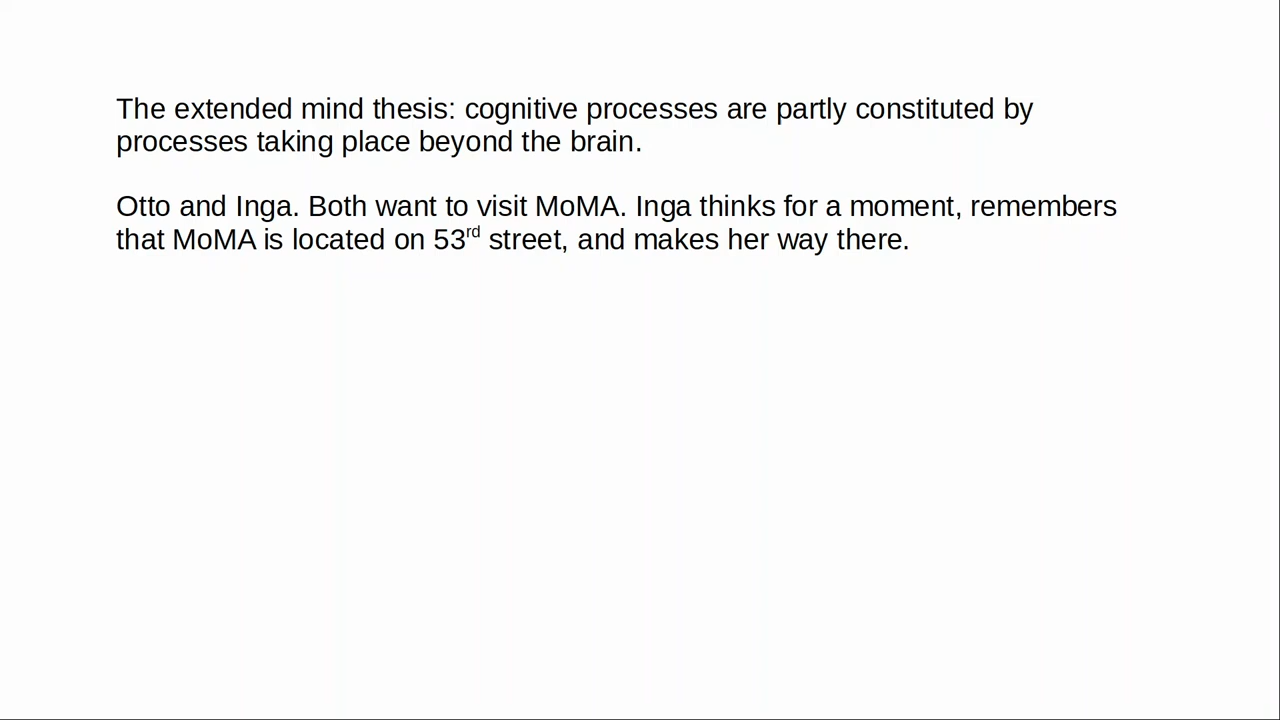 The extended mind thesis: cognitive processes are partly constituted by
processes taking place beyond the brain.
Otto and Inga. Both want to visit MoMA. Inga thinks for a moment, remembers
that MoMA is located on 53rd street, and makes her way there.